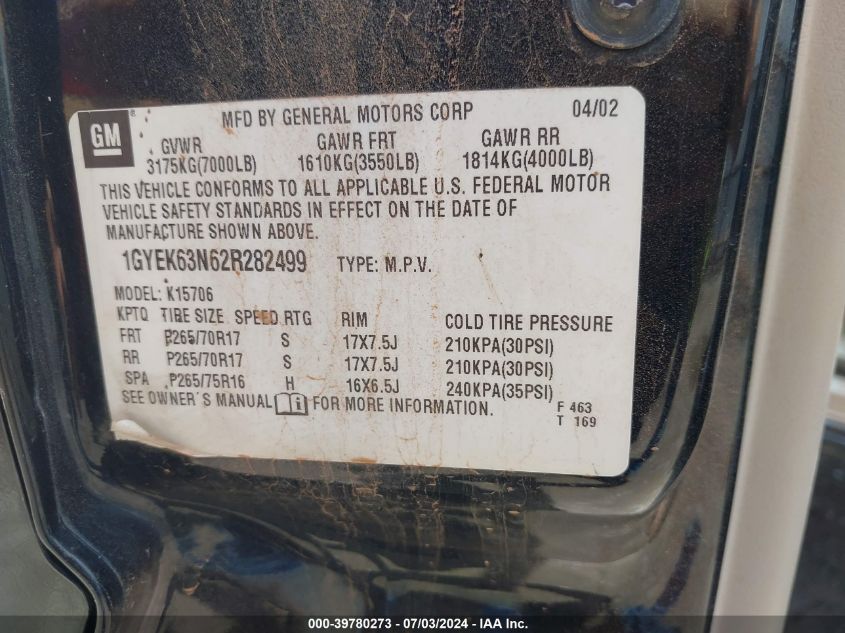 MFD BY GENERAL MOTORS CORP 04/02
GM
®
GVWR GAWR FRT GAWR RR
3175KG(7000LB) 1610KG(3550LB) 1814KG(4000LB)
THIS VEHICLE CONFORMS TO ALL APPLICABLE U.S. FEDERAL MOTOR
VEHICLE SAFETY STANDARDS IN EFFECT ON THE DATE OF
MANUFACTURE SHOWN ABOVE.
1GYEK63N62R282499 TYPE: M.P.V.
MODEL: K15706
KPTQ TIRE SIZE SPEED RTG RIM COLD TIRE PRESSURE
FRT P265/70R17 S 17X7.5J 210KPA(30PSI)
RR P265/70R17 S 17X7.5J 210KPA(30PSI)
SPA P265/75R16 H 16X6.5J 240KPA(35PSI)
SEE OWNER'S MANUAL i FOR MORE INFORMATION.
F 463
T 169
000-39780273 - 07/03/2024 - IAA Inc.